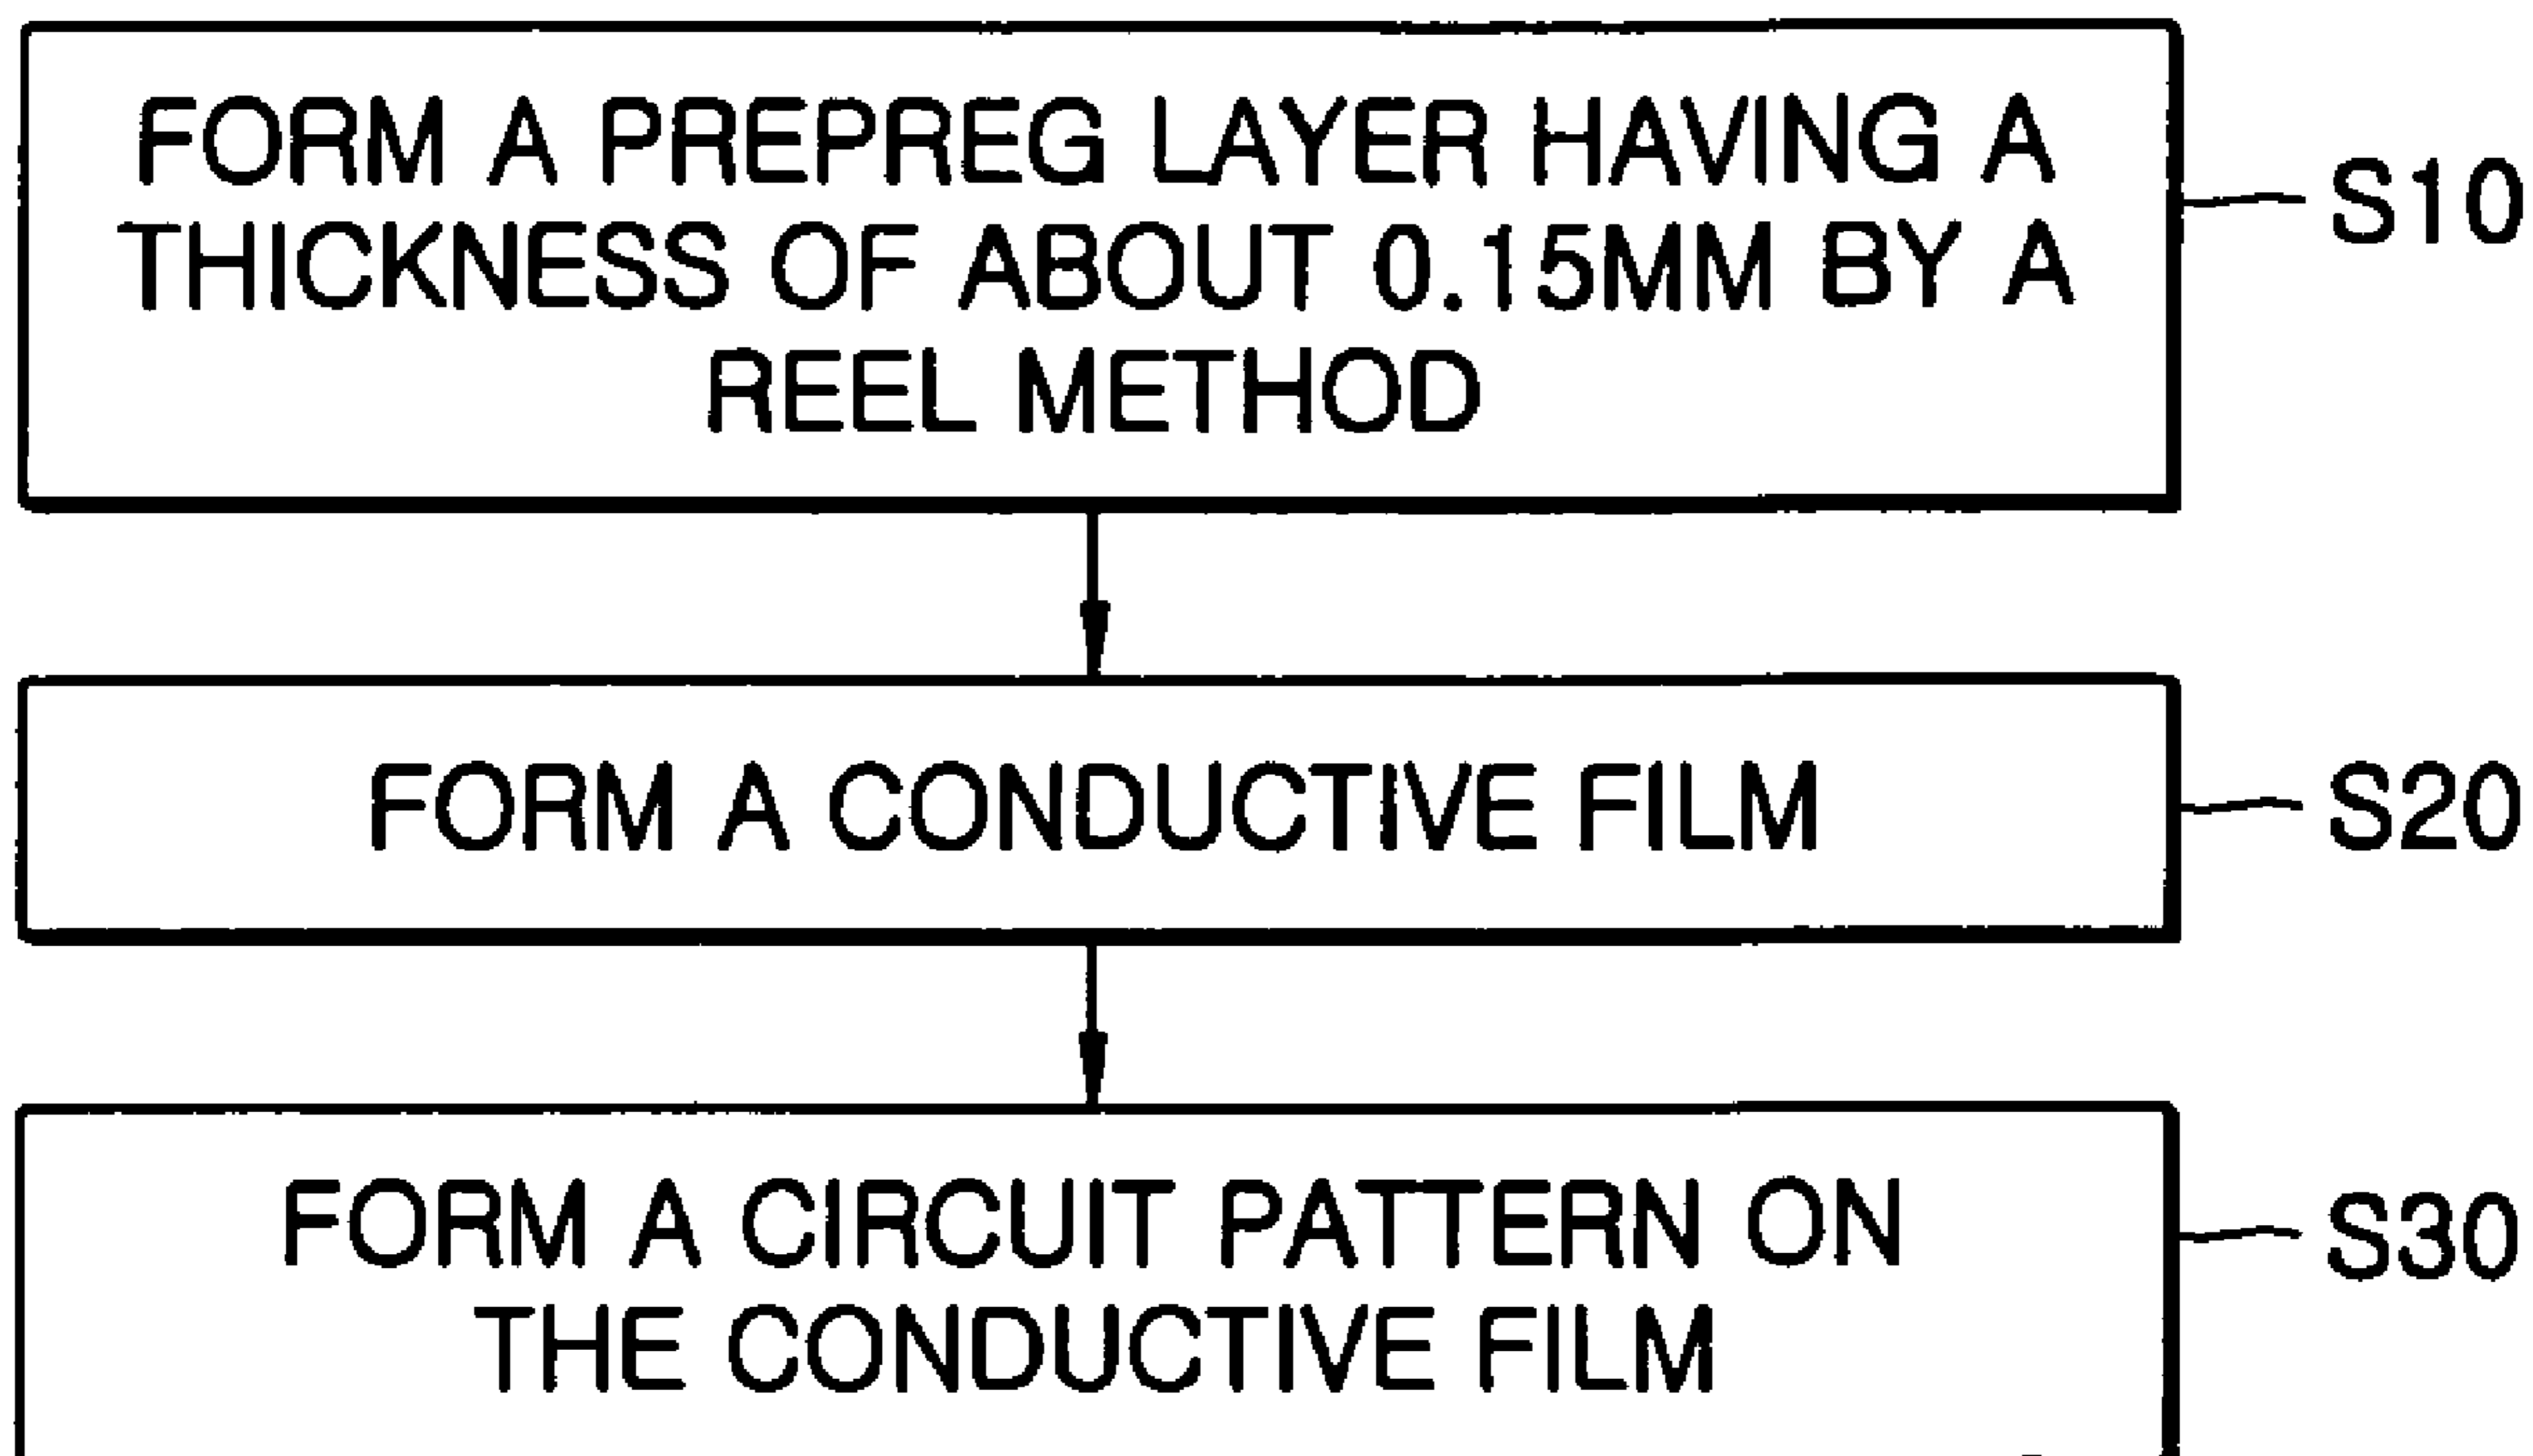 FORM A PREPREG LAYER HAVING A
THICKNESS OF ABOUT 0.15MM BY A
REEL METHOD
S10
FORM A CONDUCTIVE FILM
S20
FORM A CIRCUIT PATTERN ON
THE CONDUCTIVE FILM
S30